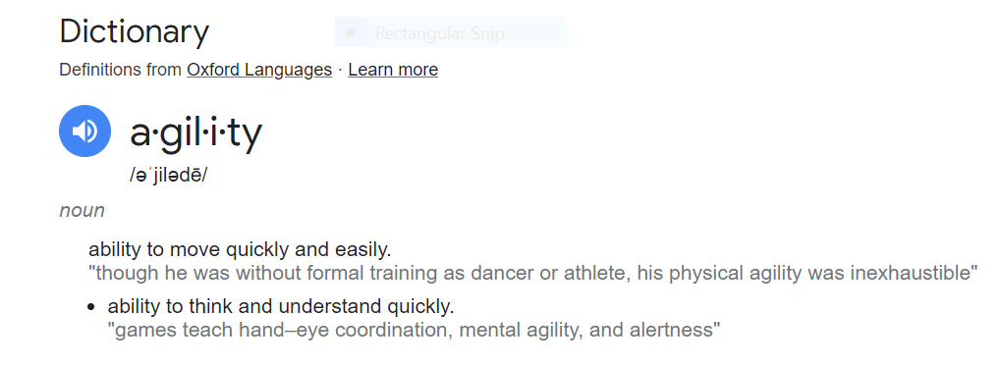 Dictionary
Rectangular Snip
Definitions from Oxford Languages · Learn more
a·gil·i·ty
/əˈjilədē/
noun
ability to move quickly and easily.
"though he was without formal training as dancer or athlete, his physical agility was inexhaustible"
• ability to think and understand quickly.
"games teach hand–eye coordination, mental agility, and alertness"